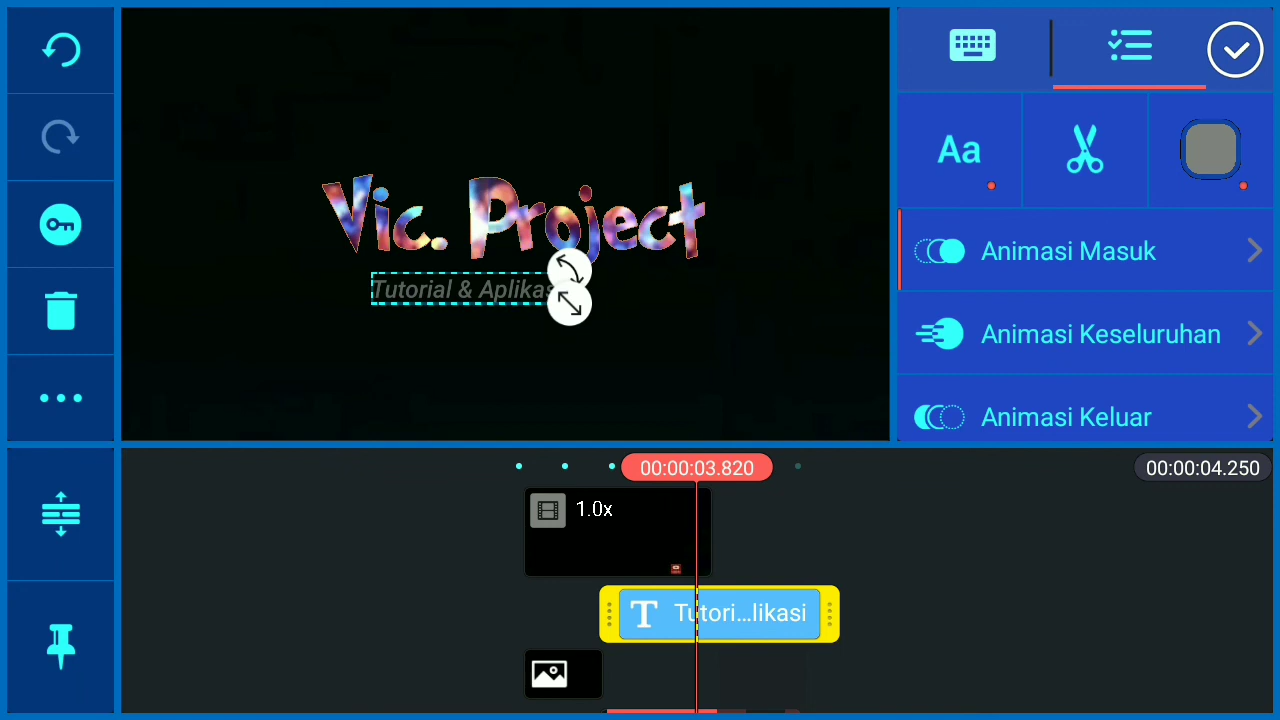 Vic. Project
Tutorial & Aplikasi
Aa
Animasi Masuk
Animasi Keseluruhan
Animasi Keluar
00:00:03.820
00:00:04.250
1.0x
T Tutori...likasi